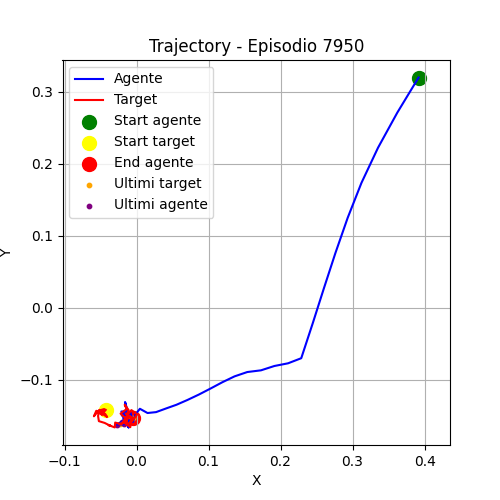 Trajectory - Episodio 7950
Agente
Target
Start agente
Start target
End agente
Ultimi target
Ultimi agente
0.3
0.2
0.1
0.0
−0.1
Y
−0.1
0.0
0.1
0.2
0.3
0.4
X